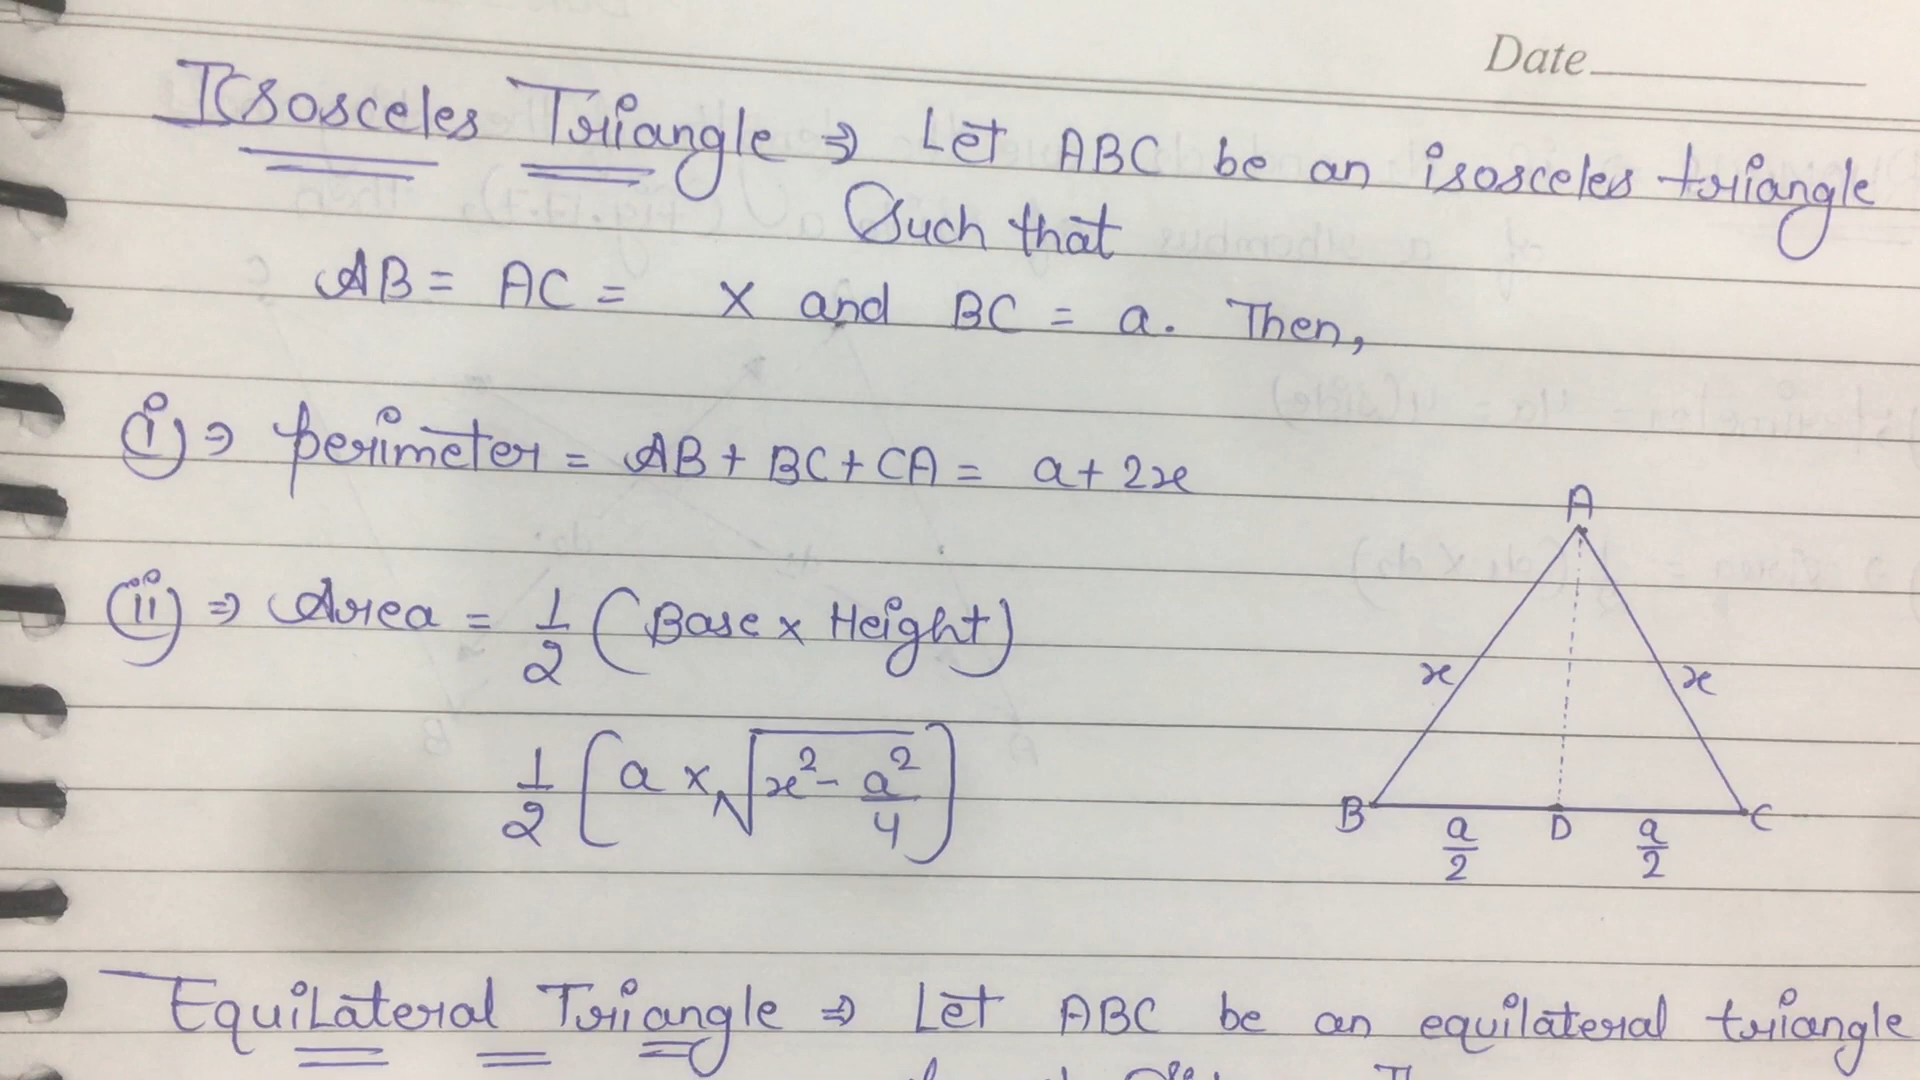 Date
Isosceles Triangle ⇒ Let ABC be an isosceles triangle
Such that
AB = AC = x and BC = a. Then,
(i) ⇒ perimeter = AB + BC + CA = a + 2x
(ii) ⇒ Area = 1/2 (Base × Height)
1/2 (a × √(x² - a²/4))
A
x x
B D C
a/2 a/2
Equilateral Triangle ⇒ Let ABC be an equilateral triangle